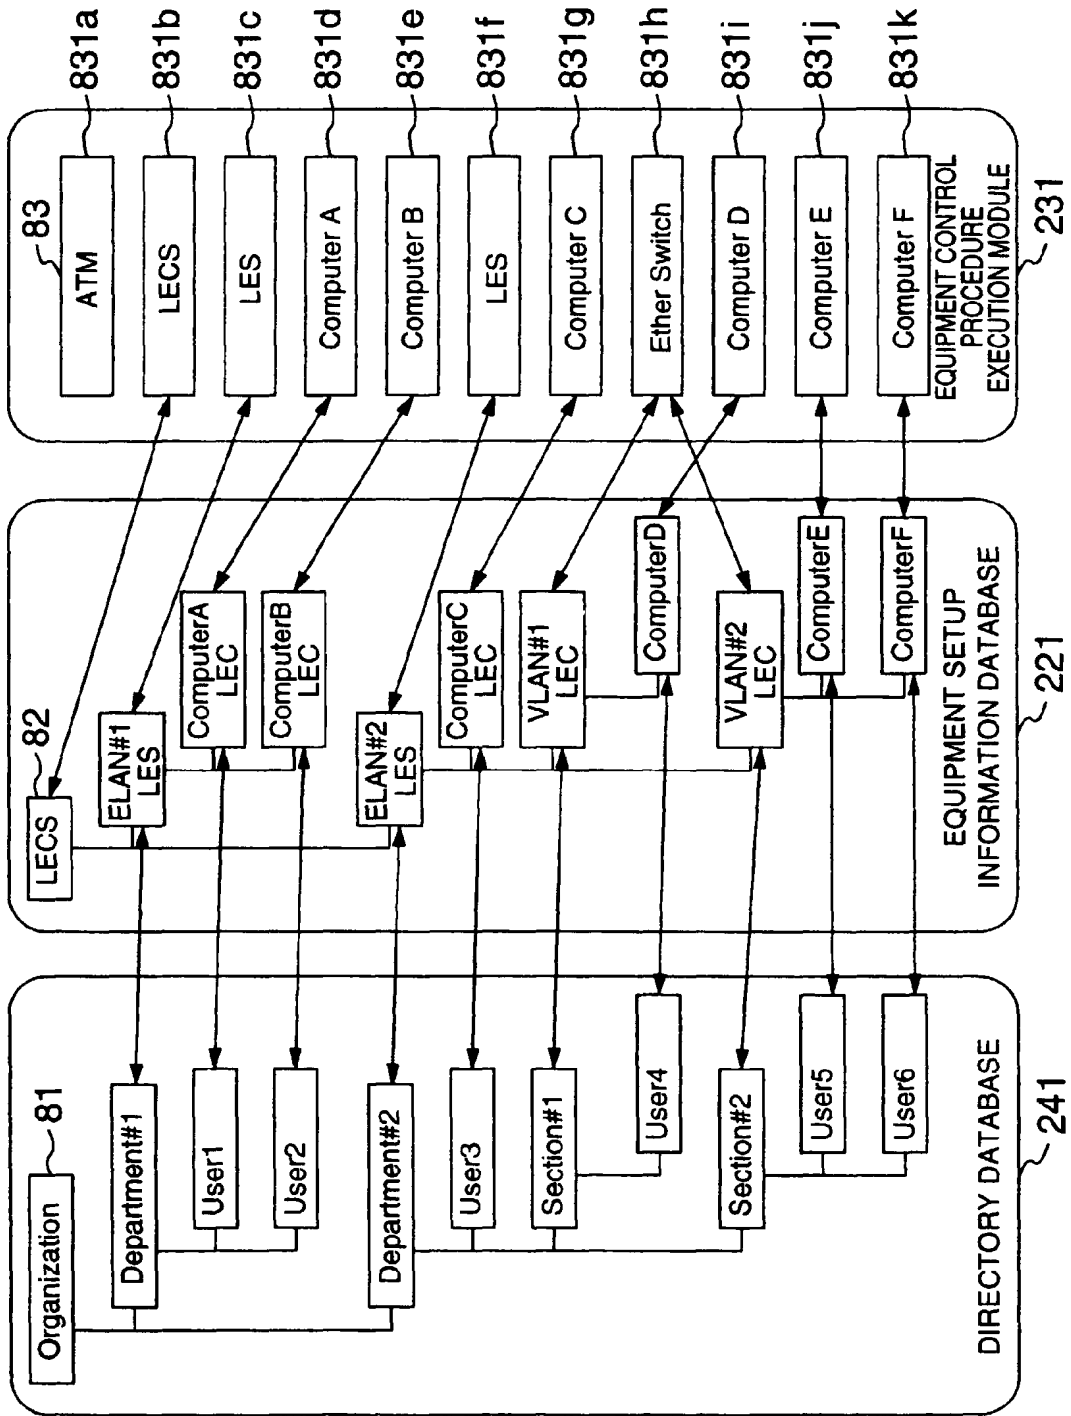 81
Organization
Department#1
User1
User2
Department#2
User3
Section#1
User4
Section#2
User5
User6
DIRECTORY DATABASE
241
82
LECS
ELAN#1
LES
ComputerA
LEC
ComputerB
LEC
ELAN#2
LES
ComputerC
LEC
VLAN#1
LEC
ComputerD
VLAN#2
LEC
ComputerE
ComputerF
EQUIPMENT SETUP
INFORMATION DATABASE
221
83
ATM
831a
LECS
831b
LES
831c
Computer A
831d
Computer B
831e
LES
831f
Computer C
831g
Ether Switch
831h
Computer D
831i
Computer E
831j
Computer F
831k
EQUIPMENT CONTROL
PROCEDURE
EXECUTION MODULE
231